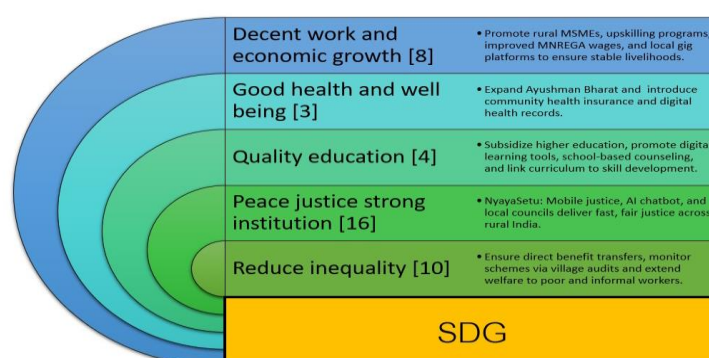 Decent work and
economic growth [8]
• Promote rural MSMEs, upskilling programs,
improved MNREGA wages, and local gig
platforms to ensure stable livelihoods.
Good health and well
being [3]
• Expand Ayushman Bharat and introduce
community health insurance and digital
health records.
Quality education [4]
• Subsidize higher education, promote digital
learning tools, school-based counseling,
and link curriculum to skill development.
Peace justice strong
institution [16]
• NyayaSetu: Mobile justice, AI chatbot, and
local councils deliver fast, fair justice across
rural India.
Reduce inequality [10]
• Ensure direct benefit transfers, monitor
schemes via village audits and extend
welfare to poor and informal workers.
SDG